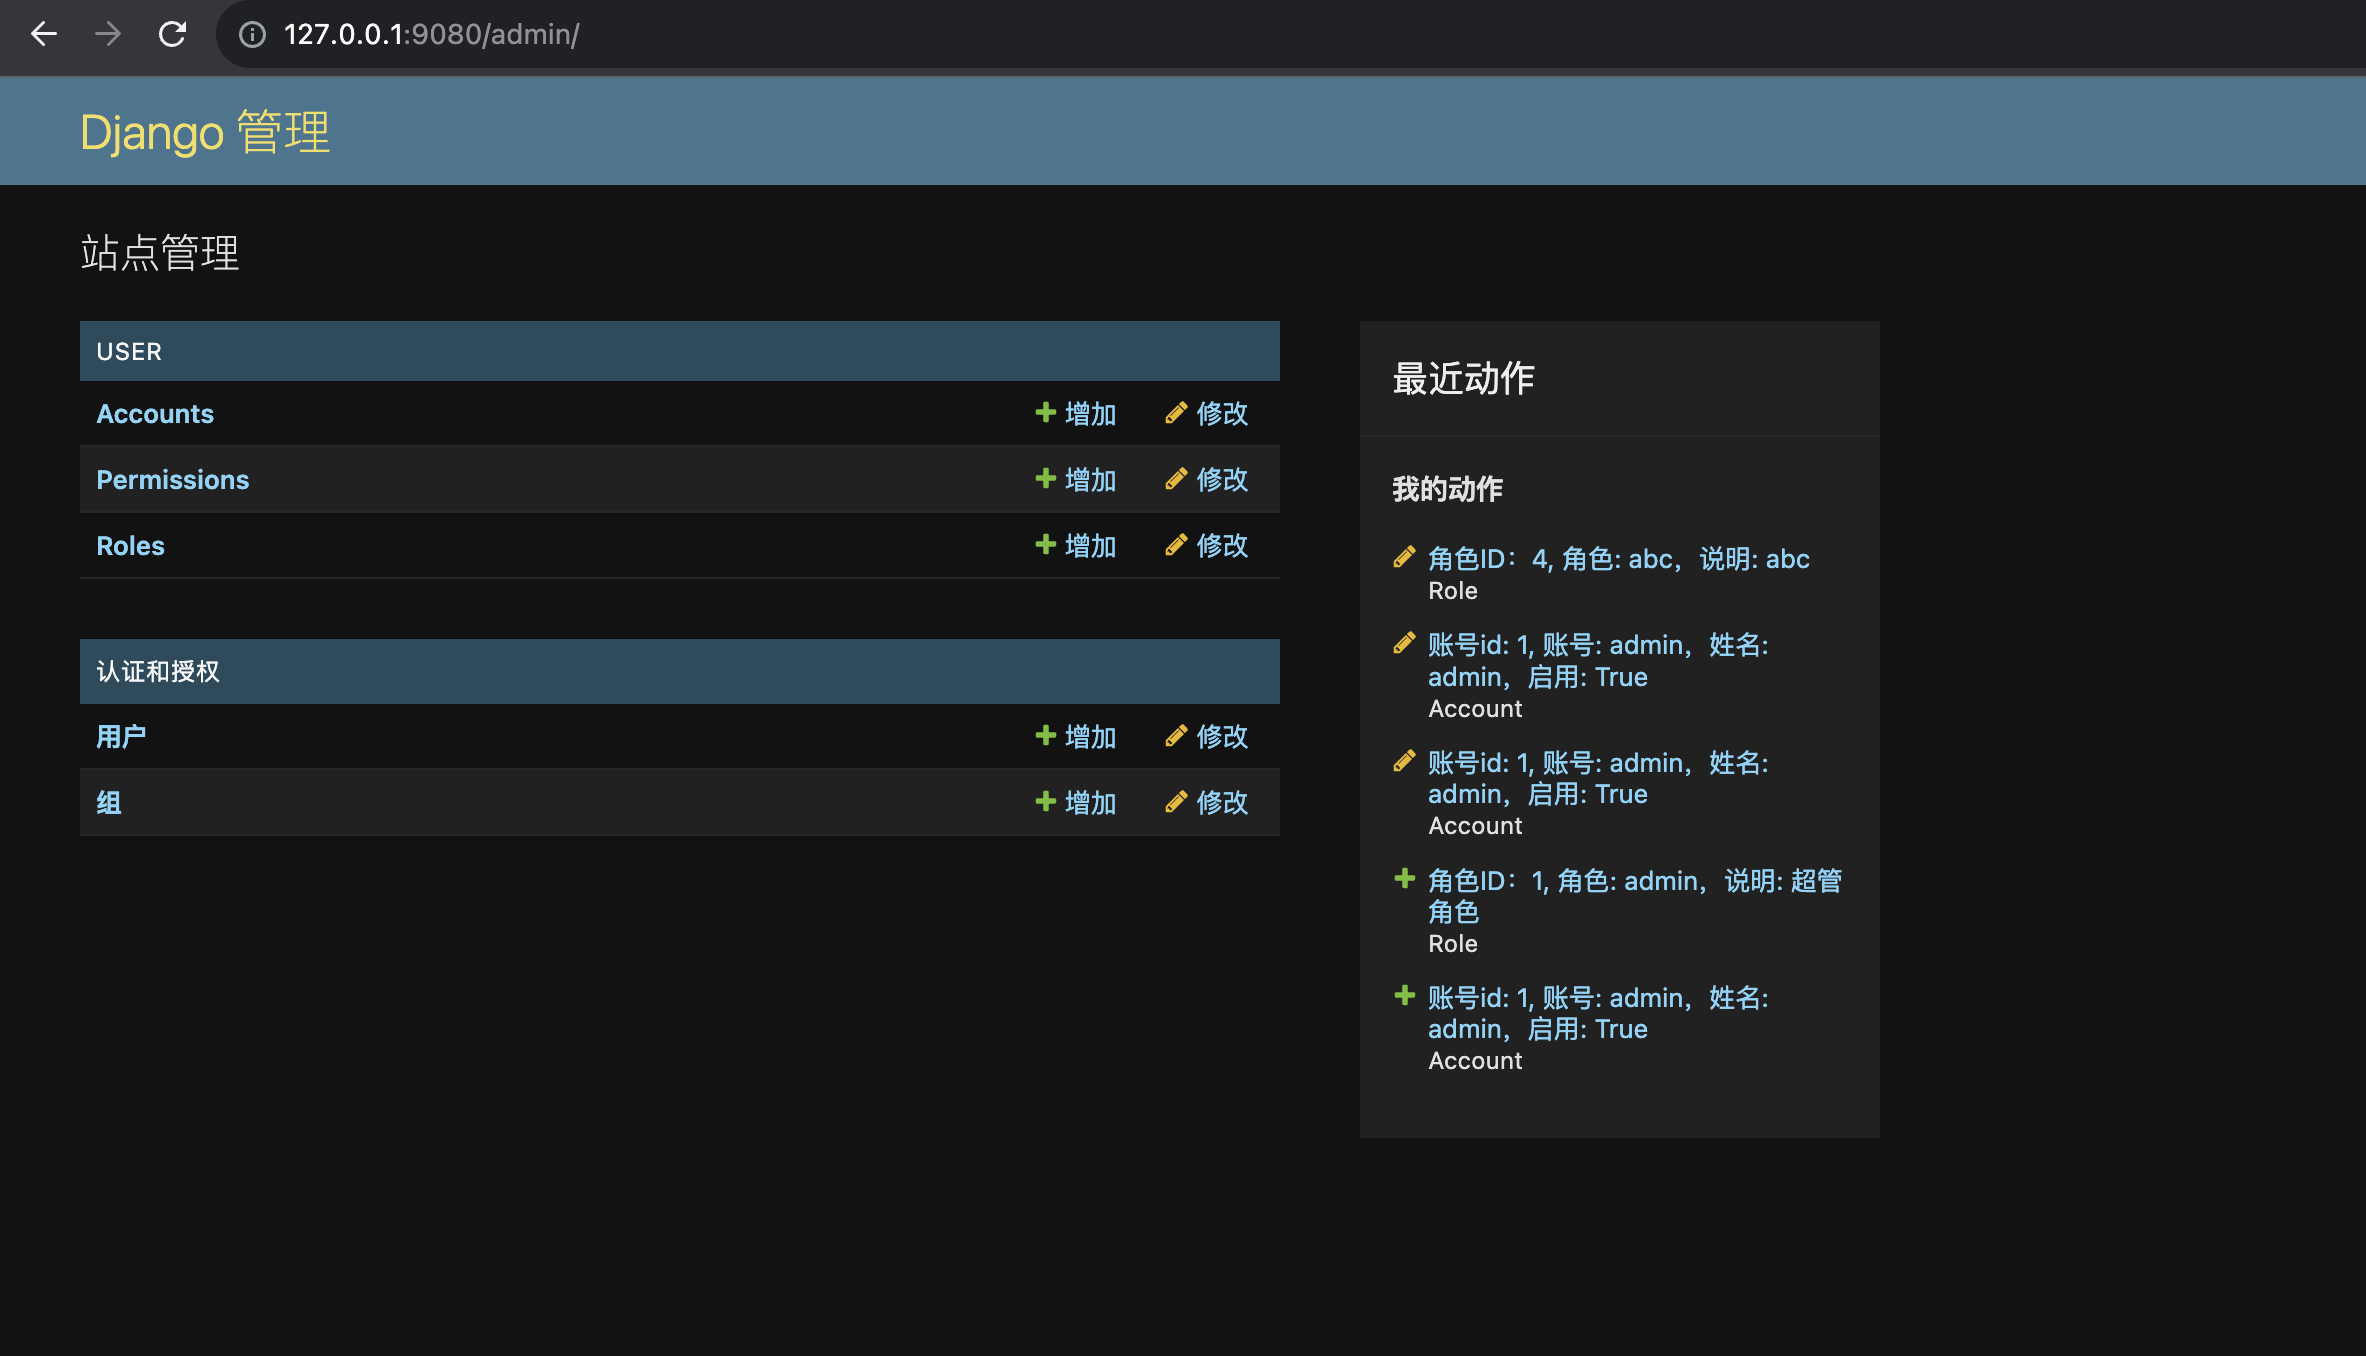 127.0.0.1:9080/admin/
Django 管理
站点管理
USER
Accounts 增加 修改
Permissions 增加 修改
Roles 增加 修改
认证和授权
用户 增加 修改
组 增加 修改
最近动作
我的动作
角色ID：4, 角色: abc，说明: abc
Role
账号id: 1, 账号: admin，姓名:
admin，启用: True
Account
账号id: 1, 账号: admin，姓名:
admin，启用: True
Account
角色ID：1, 角色: admin，说明: 超管
角色
Role
账号id: 1, 账号: admin，姓名:
admin，启用: True
Account